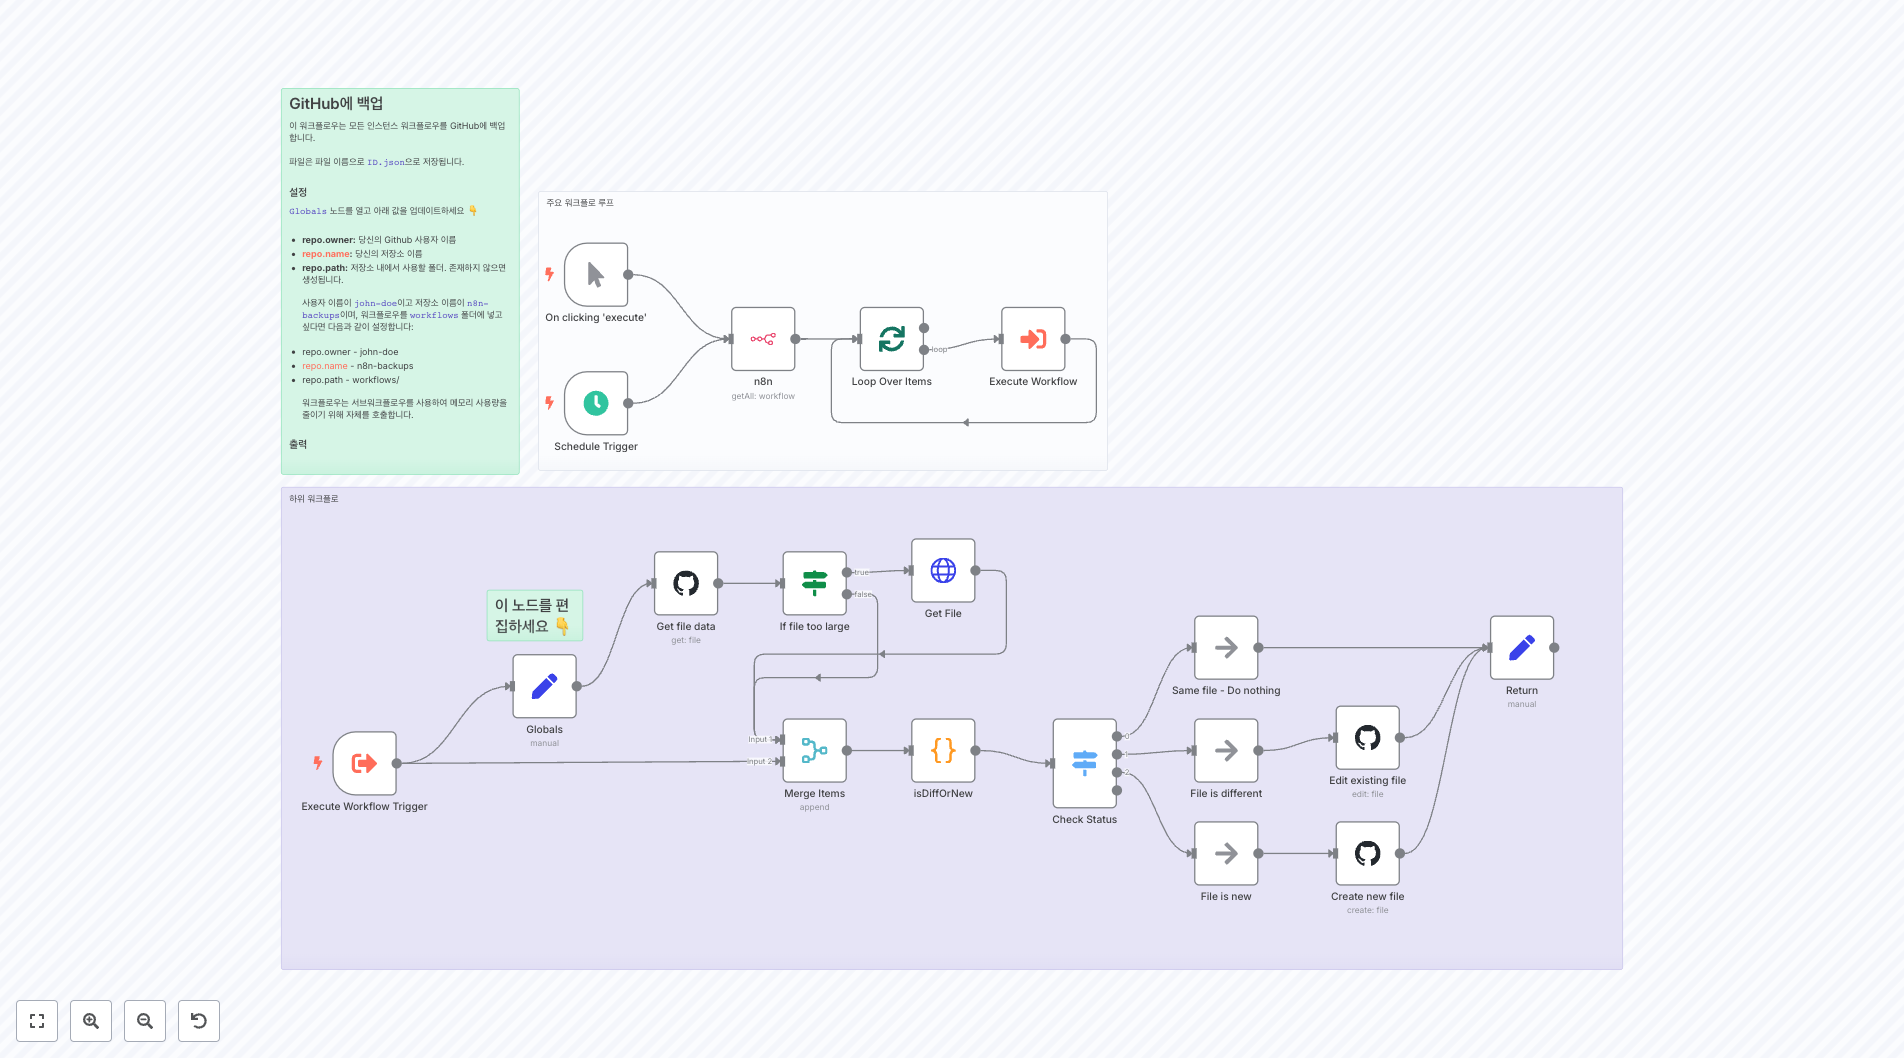 GitHub에 백업
이 워크플로우는 모든 인스턴스 워크플로우를 GitHub에 백업
합니다.
파일은 파일 이름으로 ID.json으로 저장됩니다.
설정
Globals 노드를 열고 아래 값을 업데이트하세요 👇
• repo.owner: 당신의 Github 사용자 이름
• repo.name: 당신의 저장소 이름
• repo.path: 저장소 내에서 사용할 폴더. 존재하지 않으면
생성됩니다.
사용자 이름이 john-doe이고 저장소 이름이 n8n-
backups이며, 워크플로우를 workflows 폴더에 넣고
싶다면 다음과 같이 설정합니다:
• repo.owner - john-doe
• repo.name - n8n-backups
• repo.path - workflows/
워크플로우는 서브워크플로우를 사용하여 메모리 사용량을
줄이기 위해 자체를 호출합니다.
출력
주요 워크플로 루프
On clicking 'execute'
Schedule Trigger
n8n
getAll: workflow
Loop Over Items
loop
Execute Workflow
하위 워크플로
이 노드를 편
집하세요 👇
Execute Workflow Trigger
Globals
manual
Get file data
get: file
If file too large
true
false
Get File
Input 1
Input 2
Merge Items
append
isDiffOrNew
Check Status
0
1
2
Same file - Do nothing
File is different
File is new
Edit existing file
edit: file
Create new file
create: file
Return
manual